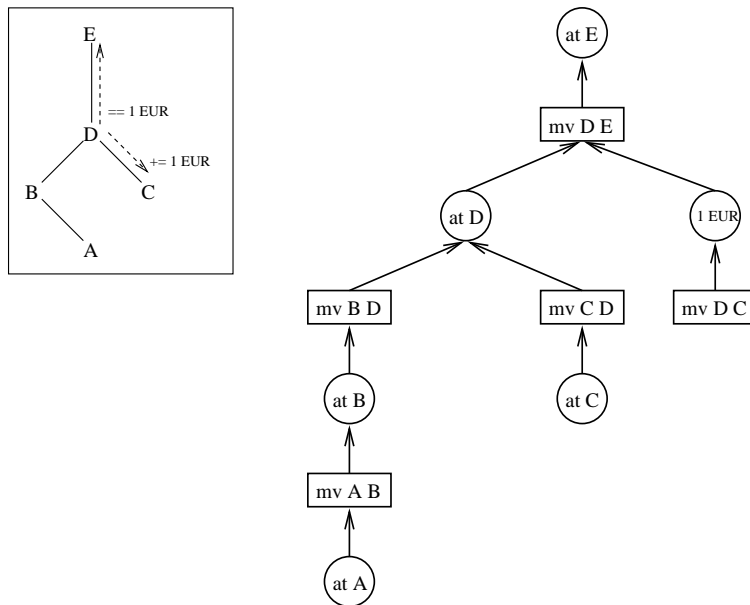 E
== 1 EUR
D
+= 1 EUR
B
C
A
at E
mv D E
at D
1 EUR
mv B D
mv C D
mv D C
at B
at C
mv A B
at A